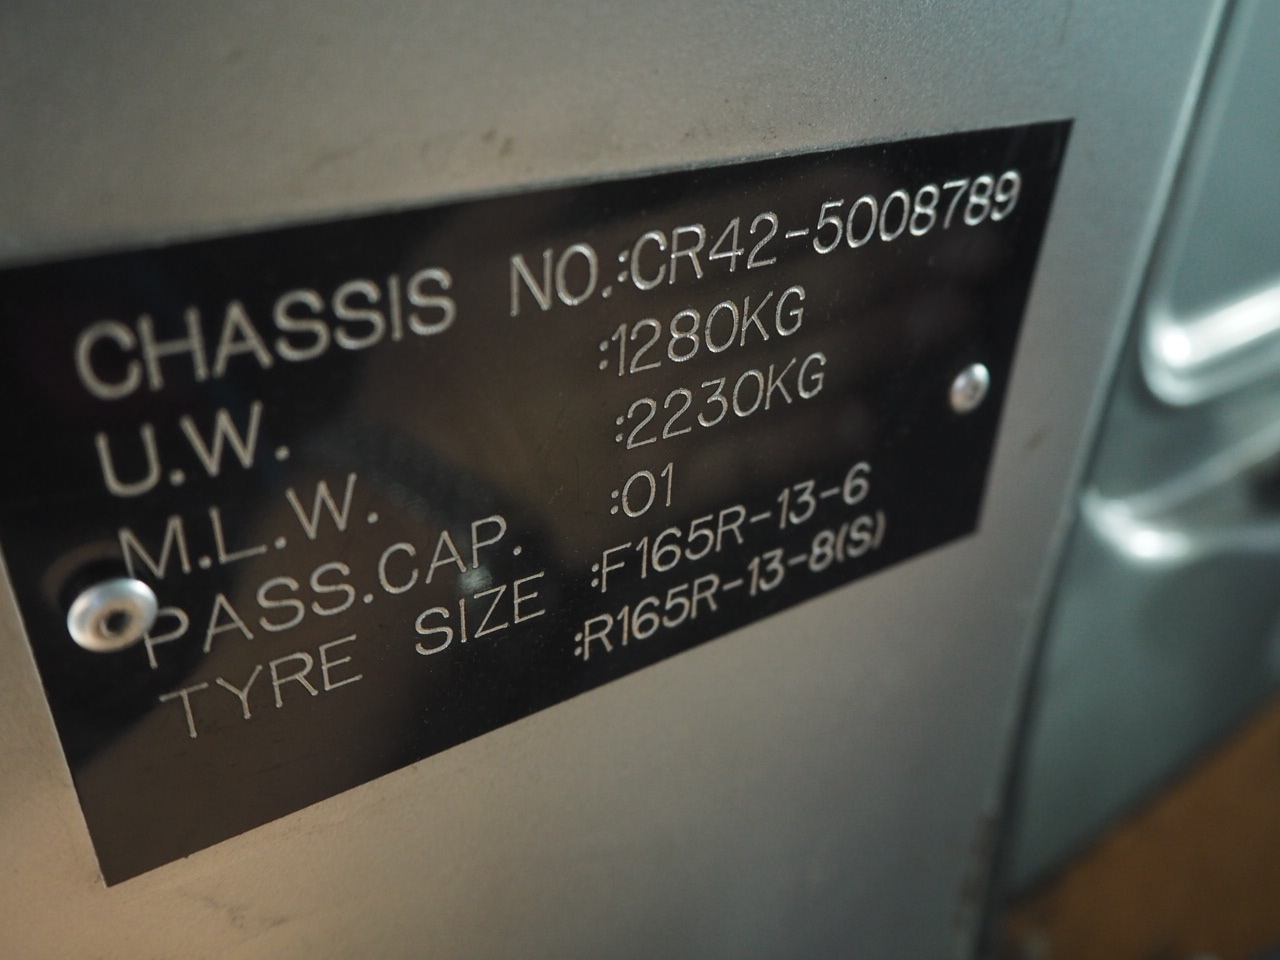 CHASSIS NO.:CR42-5008789
U.W. :1280KG
M.L.W. :2230KG
PASS.CAP. :01
TYRE SIZE :F165R-13-6
:R165R-13-8(S)